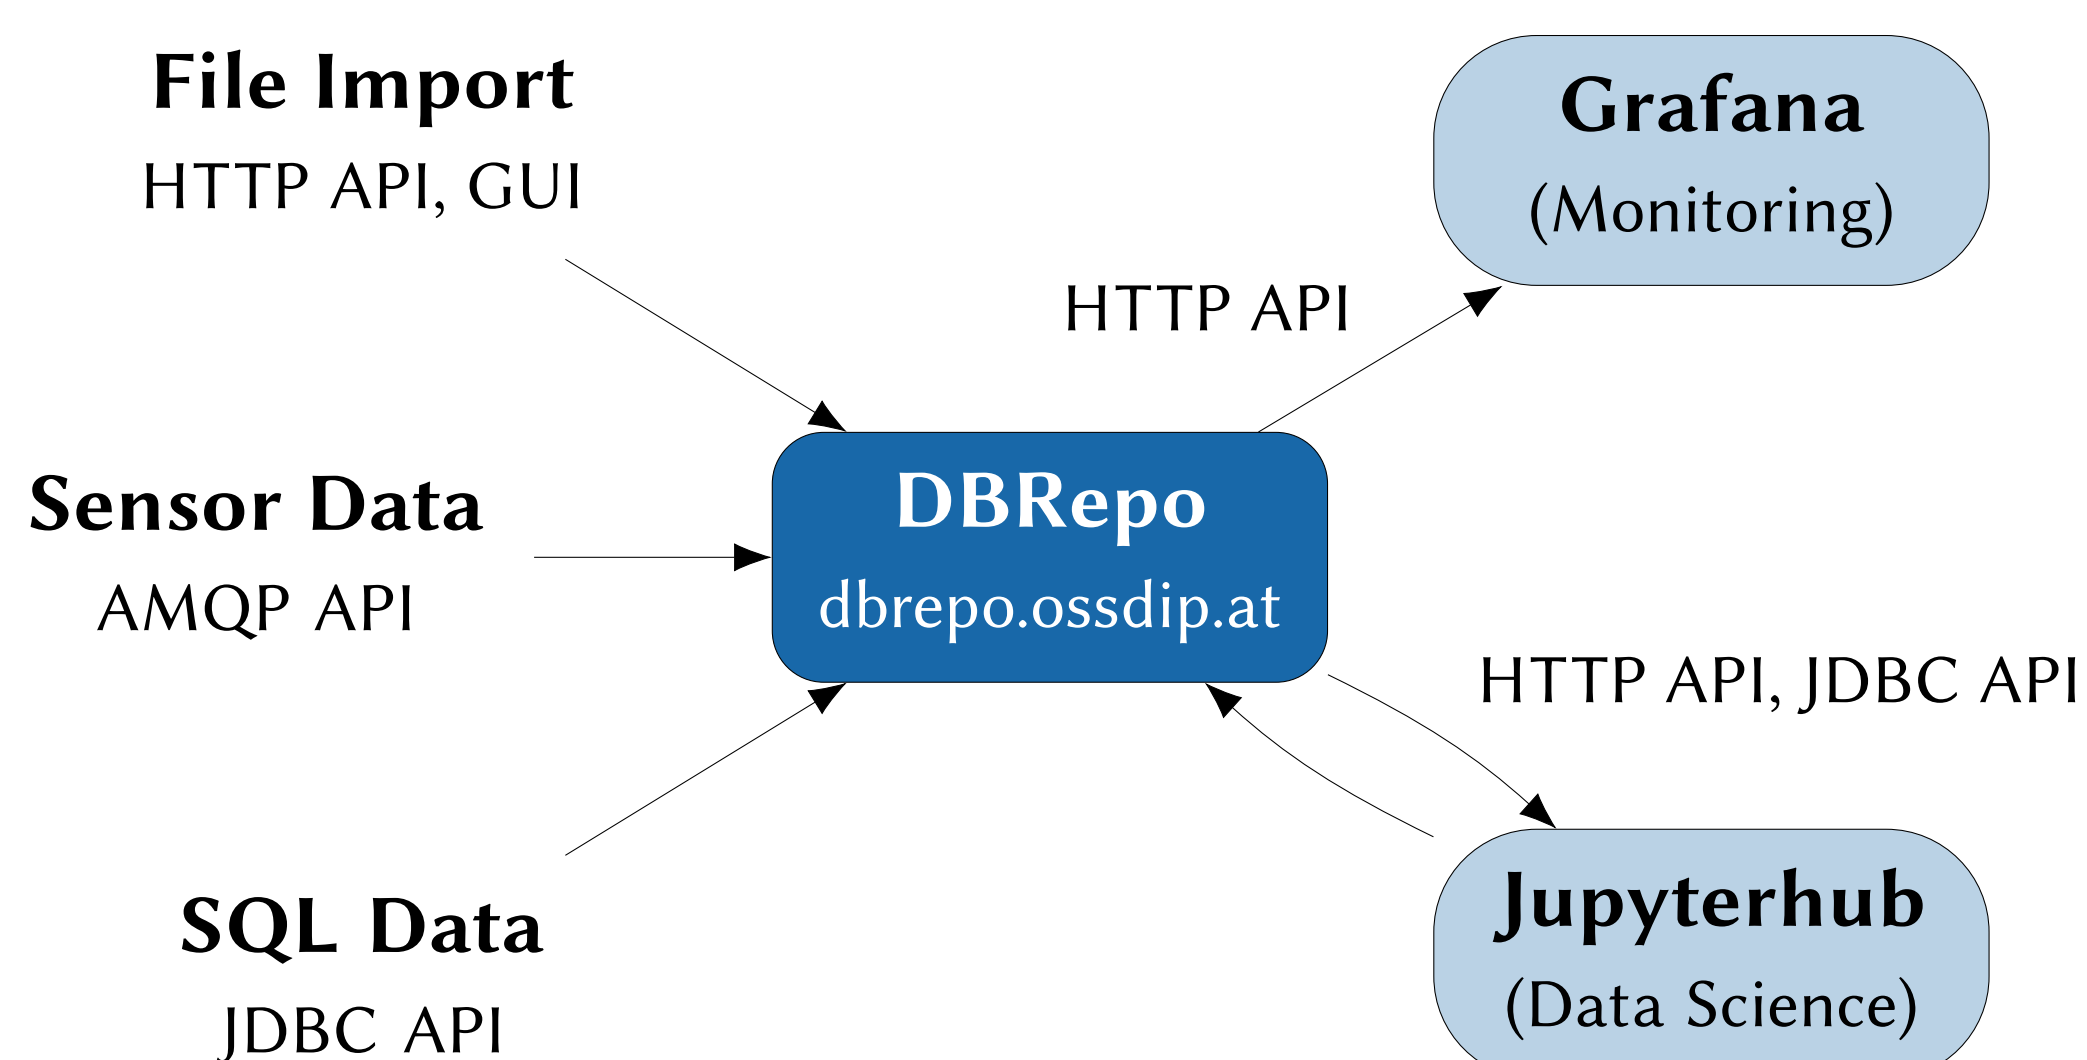 File Import
HTTP API, GUI
Grafana
(Monitoring)
HTTP API
Sensor Data
AMQP API
DBRepo
dbrepo.ossdip.at
HTTP API, JDBC API
SQL Data
JDBC API
Jupyterhub
(Data Science)